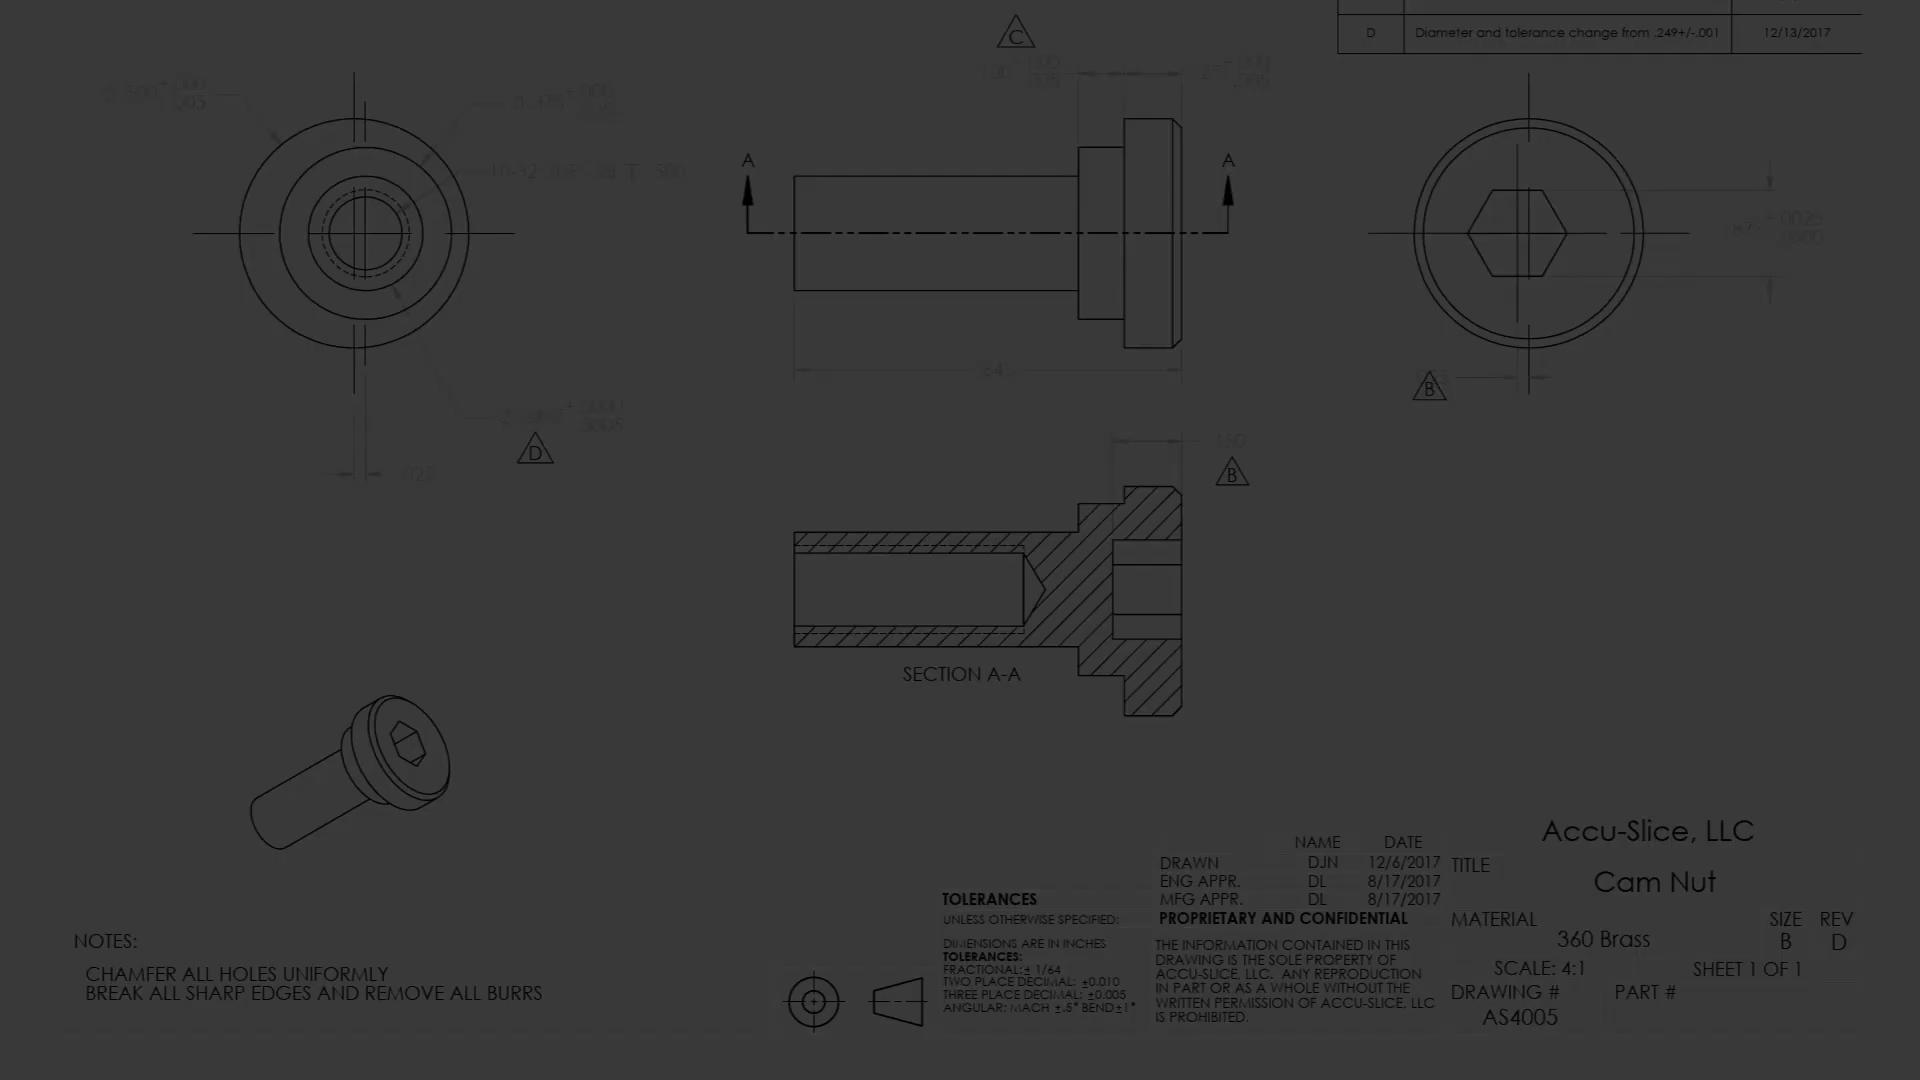 D Diameter and tolerance change from .249+/-.001 12/13/2017
C
A A
B
D
B
SECTION A-A
Accu-Slice, LLC
NAME DATE
DRAWN DJN 12/6/2017
TITLE
ENG APPR. DL 8/17/2017
Cam Nut
MFG APPR. DL 8/17/2017
TOLERANCES
UNLESS OTHERWISE SPECIFIED:
DIMENSIONS ARE IN INCHES
TOLERANCES:
FRACTIONAL:± 1/64
TWO PLACE DECIMAL: ±0.010
THREE PLACE DECIMAL: ±0.005
ANGULAR: MACH ±.5° BEND±1°
PROPRIETARY AND CONFIDENTIAL
THE INFORMATION CONTAINED IN THIS
DRAWING IS THE SOLE PROPERTY OF
ACCU-SLICE, LLC. ANY REPRODUCTION
IN PART OR AS A WHOLE WITHOUT THE
WRITTEN PERMISSION OF ACCU-SLICE, LLC
IS PROHIBITED.
MATERIAL
360 Brass
SIZE REV
B D
SCALE: 4:1
SHEET 1 OF 1
DRAWING # PART #
AS4005
NOTES:
CHAMFER ALL HOLES UNIFORMLY
BREAK ALL SHARP EDGES AND REMOVE ALL BURRS